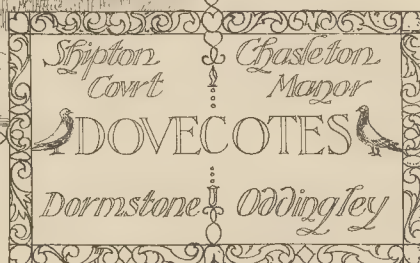 Shipton
Court
Chasleton
Manor
DOVECOTES
Dormstone
Oddingley